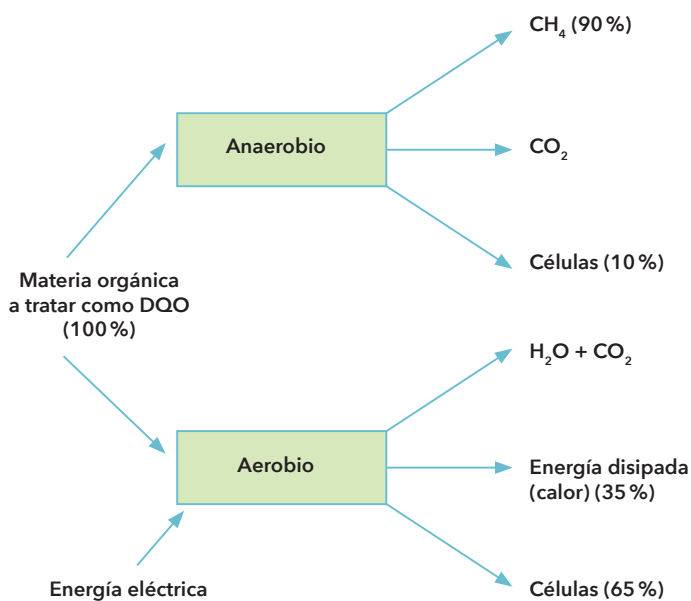 CH₄ (90 %)
Anaerobio
CO₂
Células (10 %)
Materia orgánica
a tratar como DQO
(100 %)
H₂O + CO₂
Aerobio
Energía disipada
(calor) (35 %)
Energía eléctrica
Células (65 %)